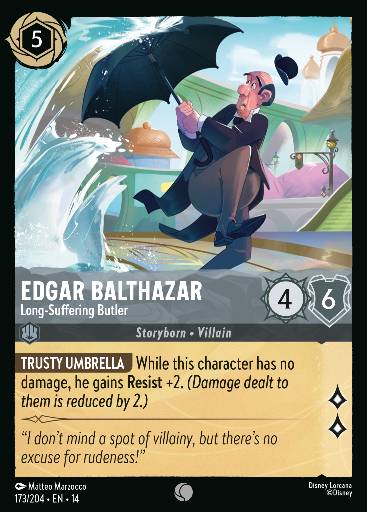 5
EDGAR BALTHAZAR
Long-Suffering Butler
4
6
Storyborn • Villain
TRUSTY UMBRELLA While this character has no
damage, he gains Resist +2. (Damage dealt to
them is reduced by 2.)
“I don’t mind a spot of villainy, but there’s no
excuse for rudeness!”
Matteo Marzocco
173/204 • EN • 14
Disney Lorcana
©Disney